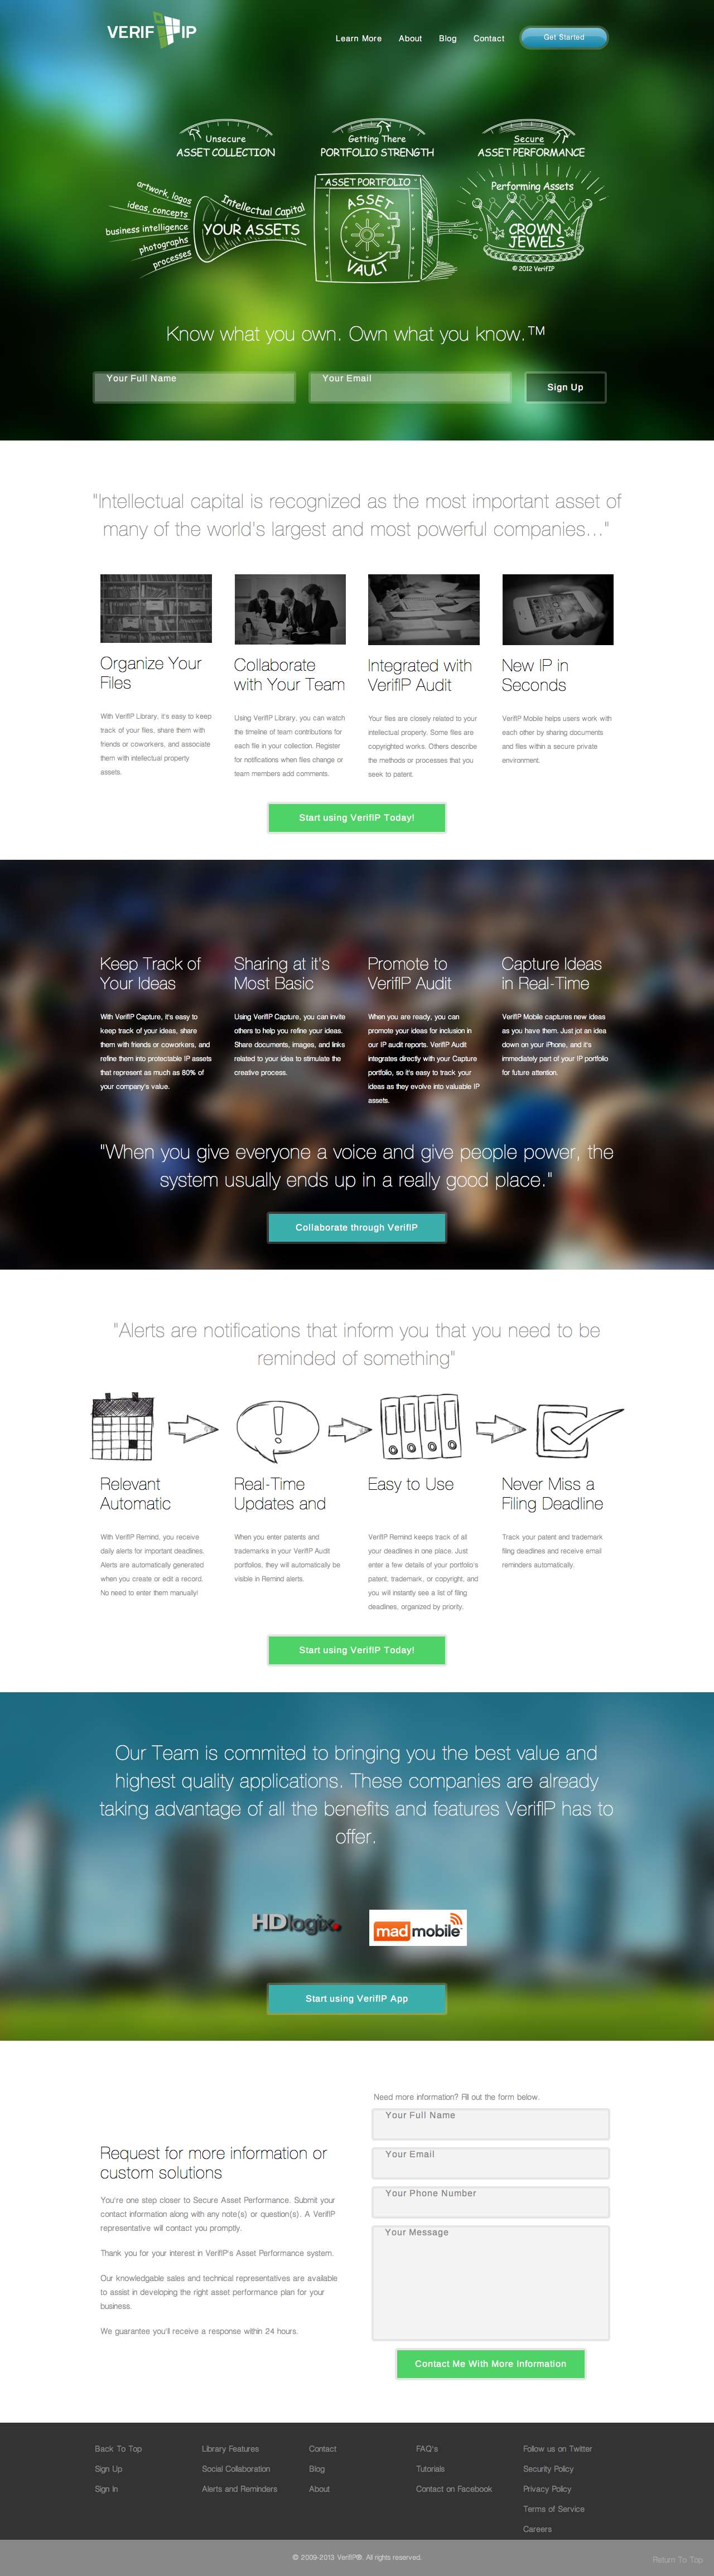 VERIF IP
Learn More
About
Blog
Contact
Get Started
Unsecure
ASSET COLLECTION
Getting There
PORTFOLIO STRENGTH
Secure
ASSET PERFORMANCE
artwork, logos
ideas, concepts
business intelligence
photographs
processes
Intellectual Capital
YOUR ASSETS
ASSET PORTFOLIO
ASSET
VAULT
Performing Assets
CROWN
JEWELS
© 2012 VerifIP
Know what you own. Own what you know.™
Your Full Name
Your Email
Sign Up
"Intellectual capital is recognized as the most important asset of
many of the world's largest and most powerful companies..."
Organize Your
Files
With VerifIP Library, it's easy to keep
track of your files, share them with
friends or coworkers, and associate
them with intellectual property
assets.
Collaborate
with Your Team
Using VerifIP Library, you can watch
the timeline of team contributions for
each file in your collection. Register
for notifications when files change or
team members add comments.
Integrated with
VerifIP Audit
Your files are closely related to your
intellectual property. Some files are
copyrighted works. Others describe
the methods or processes that you
seek to patent.
New IP in
Seconds
VerifIP Mobile helps users work with
each other by sharing documents
and files within a secure private
environment.
Start using VerifIP Today!
Keep Track of
Your Ideas
With VerifIP Capture, it's easy to
keep track of your ideas, share
them with friends or coworkers, and
refine them into protectable IP assets
that represent as much as 80% of
your company's value.
Sharing at it's
Most Basic
Using VerifIP Capture, you can invite
others to help you refine your ideas.
Share documents, images, and links
related to your idea to stimulate the
creative process.
Promote to
VerifIP Audit
When you are ready, you can
promote your ideas for inclusion in
our IP audit reports. VerifIP Audit
integrates directly with your Capture
portfolio, so it's easy to track your
ideas as they evolve into valuable IP
assets.
Capture Ideas
in Real-Time
VerifIP Mobile captures new ideas
as you have them. Just jot an idea
down on your iPhone, and it's
immediately part of your IP portfolio
for future attention.
"When you give everyone a voice and give people power, the
system usually ends up in a really good place."
Collaborate through VerifIP
"Alerts are notifications that inform you that you need to be
reminded of something"
Relevant
Automatic
With VerifIP Remind, you receive
daily alerts for important deadlines.
Alerts are automatically generated
when you create or edit a record.
No need to enter them manually!
Real-Time
Updates and
When you enter patents and
trademarks in your VerifIP Audit
portfolios, they will automatically be
visible in Remind alerts.
Easy to Use
VerifIP Remind keeps track of all
your deadlines in one place. Just
enter a few details of your portfolio's
patent, trademark, or copyright, and
you will instantly see a list of filing
deadlines, organized by priority.
Never Miss a
Filing Deadline
Track your patent and trademark
filing deadlines and receive email
reminders automatically.
Start using VerifIP Today!
Our Team is commited to bringing you the best value and
highest quality applications. These companies are already
taking advantage of all the benefits and features VerifIP has to
offer.
HDlogix
madmobile
Start using VerifIP App
Request for more information or
custom solutions
You're one step closer to Secure Asset Performance. Submit your
contact information along with any note(s) or question(s). A VerifIP
representative will contact you promptly.
Thank you for your interest in VerifIP's Asset Performance system.
Our knowledgable sales and technical representatives are available
to assist in developing the right asset performance plan for your
business.
We guarantee you'll receive a response within 24 hours.
Need more information? Fill out the form below.
Your Full Name
Your Email
Your Phone Number
Your Message
Contact Me With More Information
Back To Top
Sign Up
Sign In
Library Features
Social Collaboration
Alerts and Reminders
Contact
Blog
About
FAQ's
Tutorials
Contact on Facebook
Follow us on Twitter
Security Policy
Privacy Policy
Terms of Service
Careers
© 2009-2013 VerifIP®. All rights reserved.
Return To Top